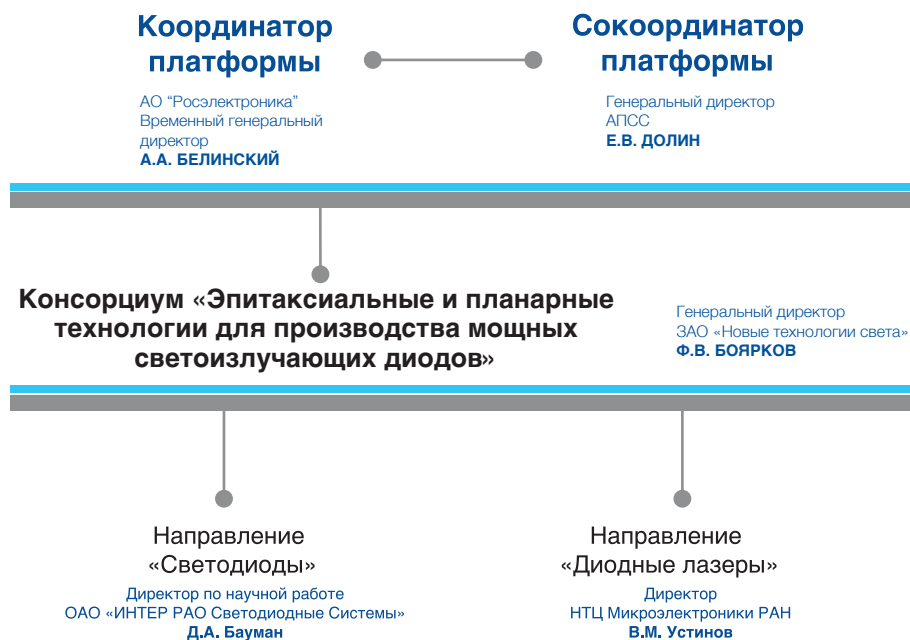 Координатор
платформы
АО "Росэлектроника"
Временный генеральный
директор
А.А. БЕЛИНСКИЙ
Сокоординатор
платформы
Генеральный директор
АПСС
Е.В. ДОЛИН
Консорциум «Эпитаксиальные и планарные
технологии для производства мощных
светоизлучающих диодов»
Генеральный директор
ЗАО «Новые технологии света»
Ф.В. БОЯРКОВ
Направление
«Светодиоды»
Директор по научной работе
ОАО «ИНТЕР РАО Светодиодные Системы»
Д.А. Бауман
Направление
«Диодные лазеры»
Директор
НТЦ Микроэлектроники РАН
В.М. Устинов